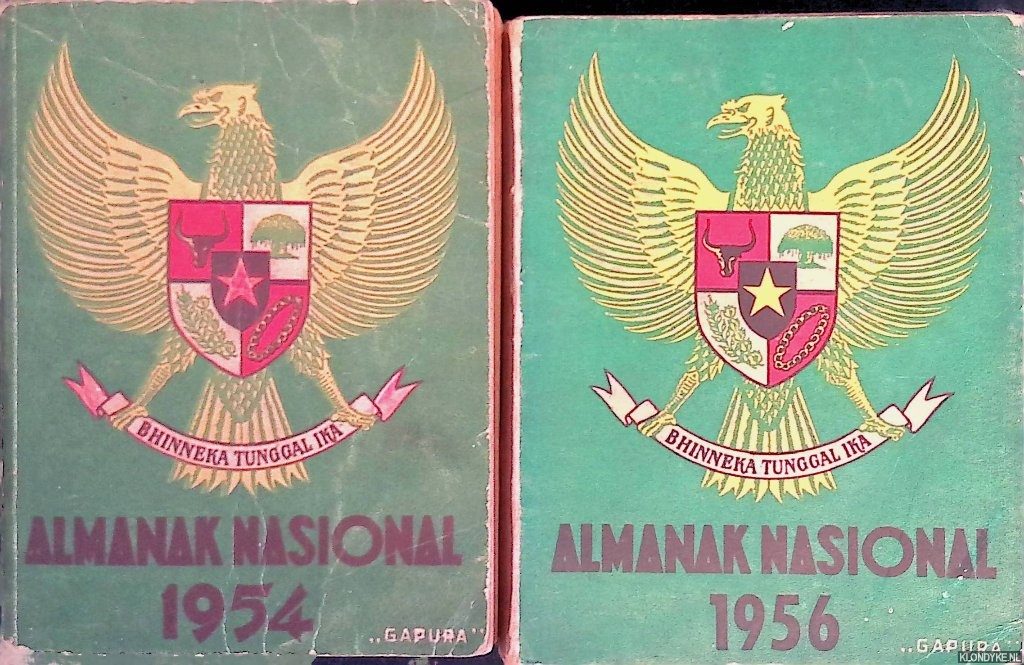 BHINNEKA TUNGGAL IKA
ALMANAK NASIONAL
1954
„GAPURA"
BHINNEKA TUNGGAL IKA
ALMANAK NASIONAL
1956
„GAPURA
KLONDYKE.NL